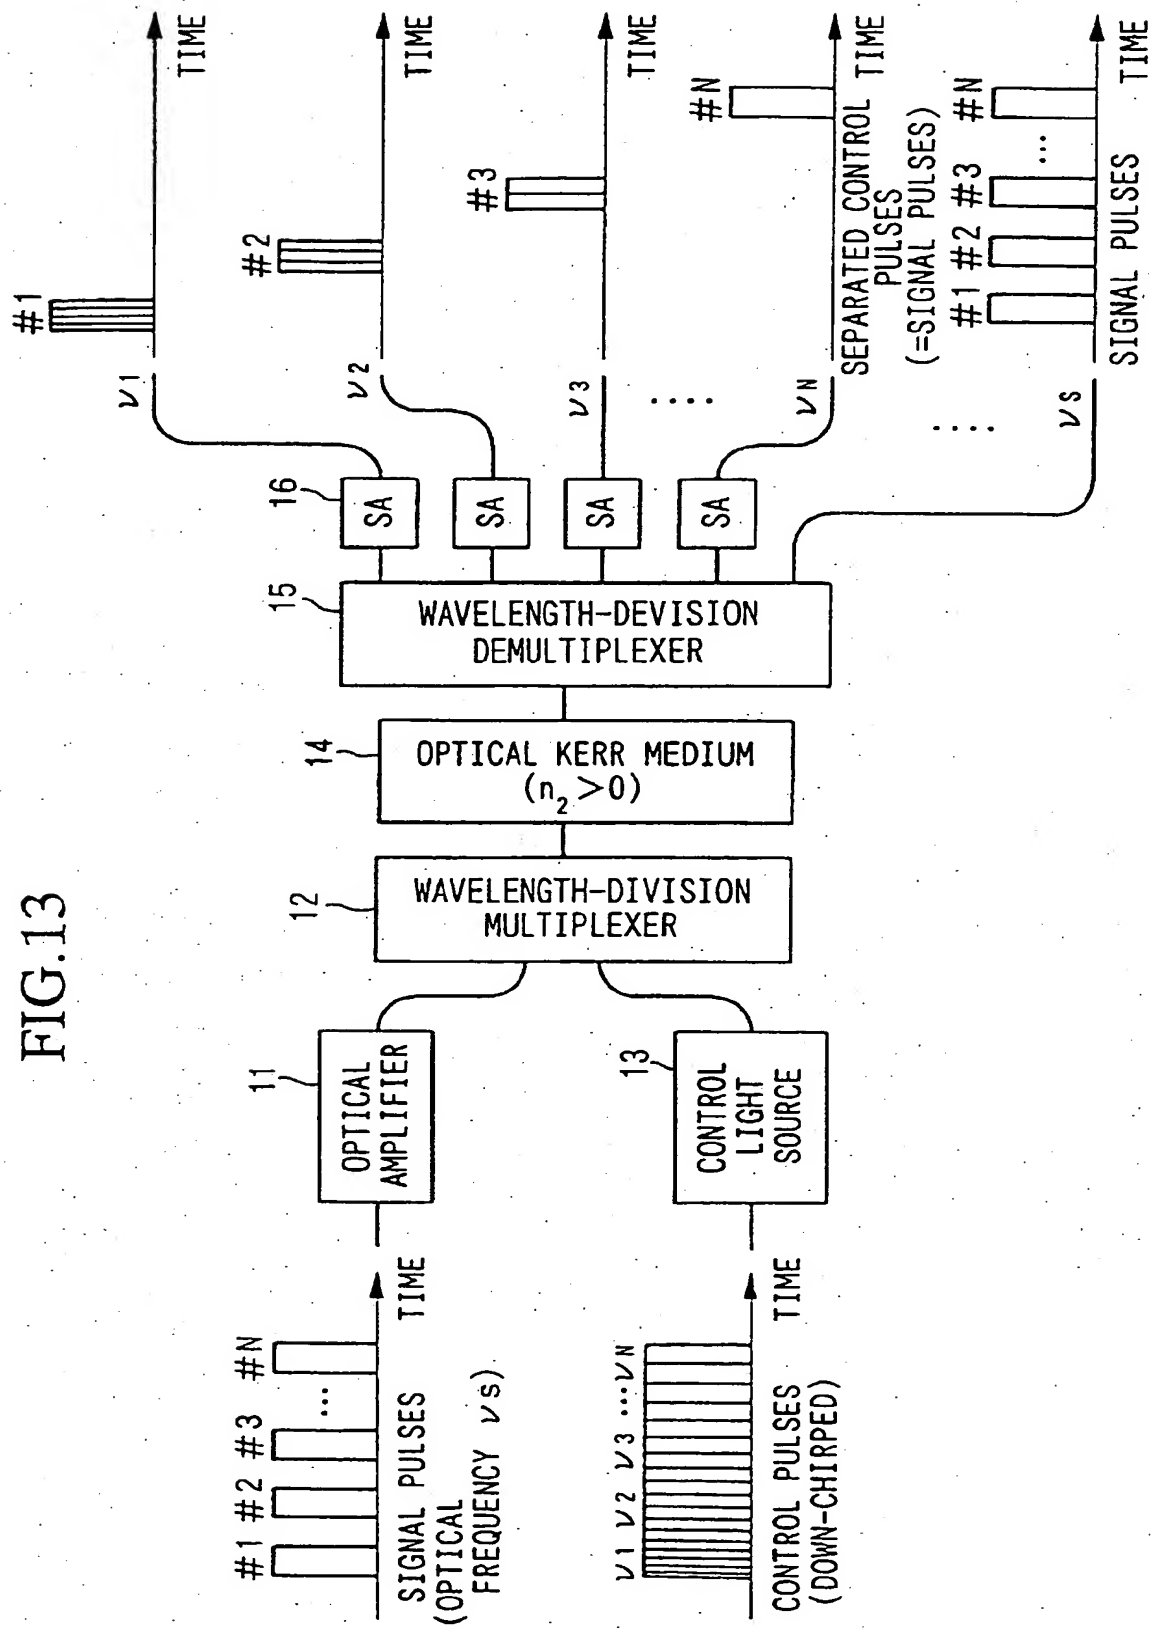 FIG.13
#1 #2 #3 ... #N
TIME
SIGNAL PULSES
(OPTICAL
FREQUENCY νs)
ν1 ν2 ν3 ...νN
TIME
CONTROL PULSES
(DOWN-CHIRPED)
11
OPTICAL
AMPLIFIER
13
CONTROL
LIGHT
SOURCE
12
WAVELENGTH-DIVISION
MULTIPLEXER
14
OPTICAL KERR MEDIUM
(n2>0)
15
WAVELENGTH-DEVISION
DEMULTIPLEXER
16
SA
SA
SA
SA
ν1
#1
TIME
ν2
#2
TIME
ν3
#3
TIME
....
νN
#N
TIME
SEPARATED CONTROL
PULSES
(=SIGNAL PULSES)
....
νS
#1 #2 #3 ... #N
TIME
SIGNAL PULSES